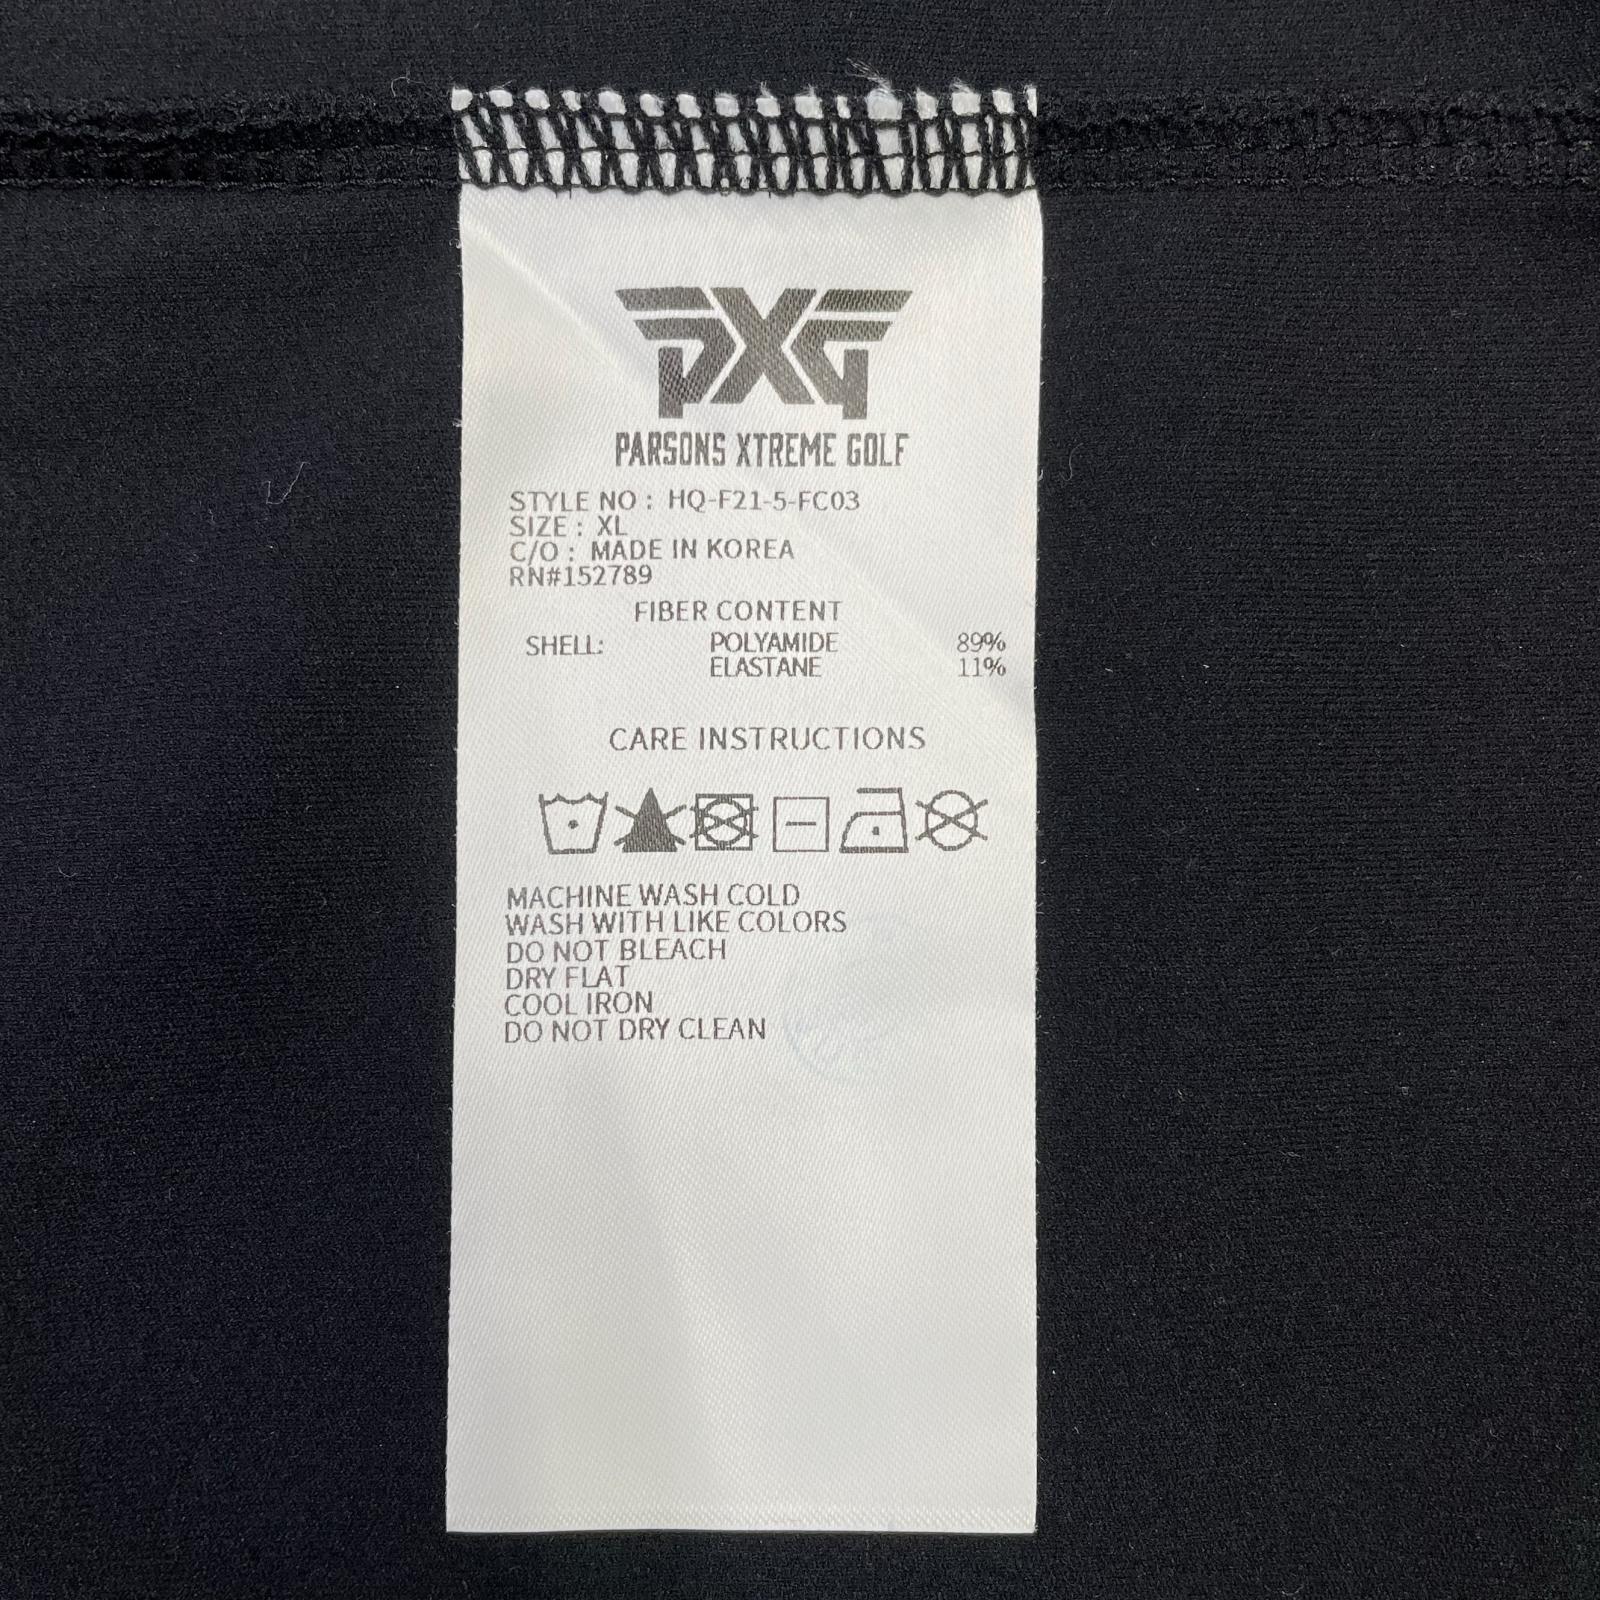 PXG
PARSONS XTREME GOLF
STYLE NO : HQ-F21-5-FC03
SIZE : XL
C/O : MADE IN KOREA
RN#152789
FIBER CONTENT
SHELL: POLYAMIDE 89%
ELASTANE 11%
CARE INSTRUCTIONS
MACHINE WASH COLD
WASH WITH LIKE COLORS
DO NOT BLEACH
DRY FLAT
COOL IRON
DO NOT DRY CLEAN